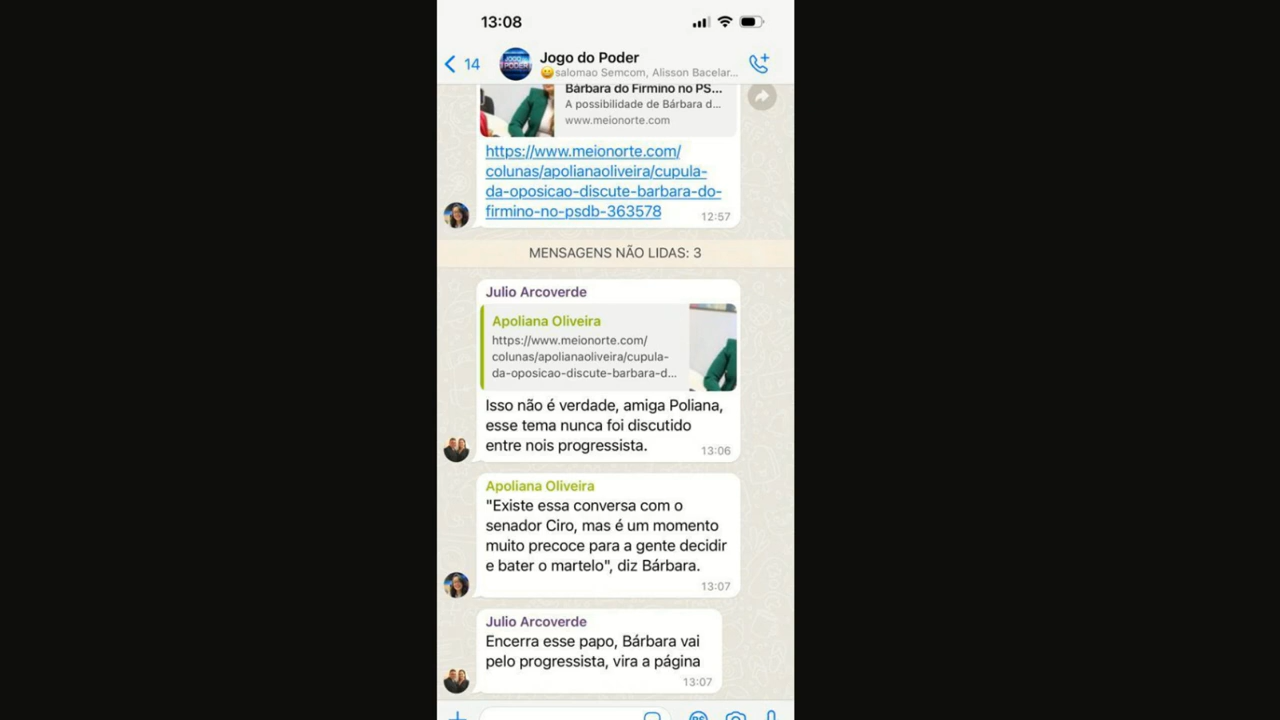 13:08
14
Jogo do Poder
salomao Semcom, Alisson Bacelar...
Bárbara do Firmino no PS...
A possibilidade de Bárbara d...
www.meionorte.com
https://www.meionorte.com/
colunas/apolianaoliveira/cupula-
da-oposicao-discute-barbara-do-
firmino-no-psdb-363578
12:57
MENSAGENS NÃO LIDAS: 3
Julio Arcoverde
Apoliana Oliveira
https://www.meionorte.com/
colunas/apolianaoliveira/cupula-
da-oposicao-discute-barbara-d...
Isso não é verdade, amiga Poliana,
esse tema nunca foi discutido
entre nois progressista.
13:06
Apoliana Oliveira
"Existe essa conversa com o
senador Ciro, mas é um momento
muito precoce para a gente decidir
e bater o martelo", diz Bárbara.
13:07
Julio Arcoverde
Encerra esse papo, Bárbara vai
pelo progressista, vira a página
13:07